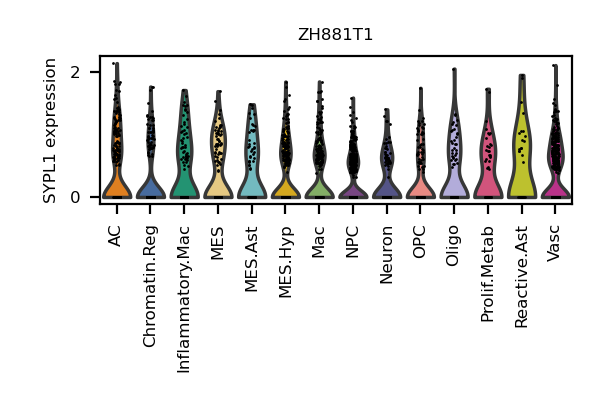 ZH881T1
SYPL1 expression
2
0
AC
Chromatin.Reg
Inflammatory.Mac
MES
MES.Ast
MES.Hyp
Mac
NPC
Neuron
OPC
Oligo
Prolif.Metab
Reactive.Ast
Vasc